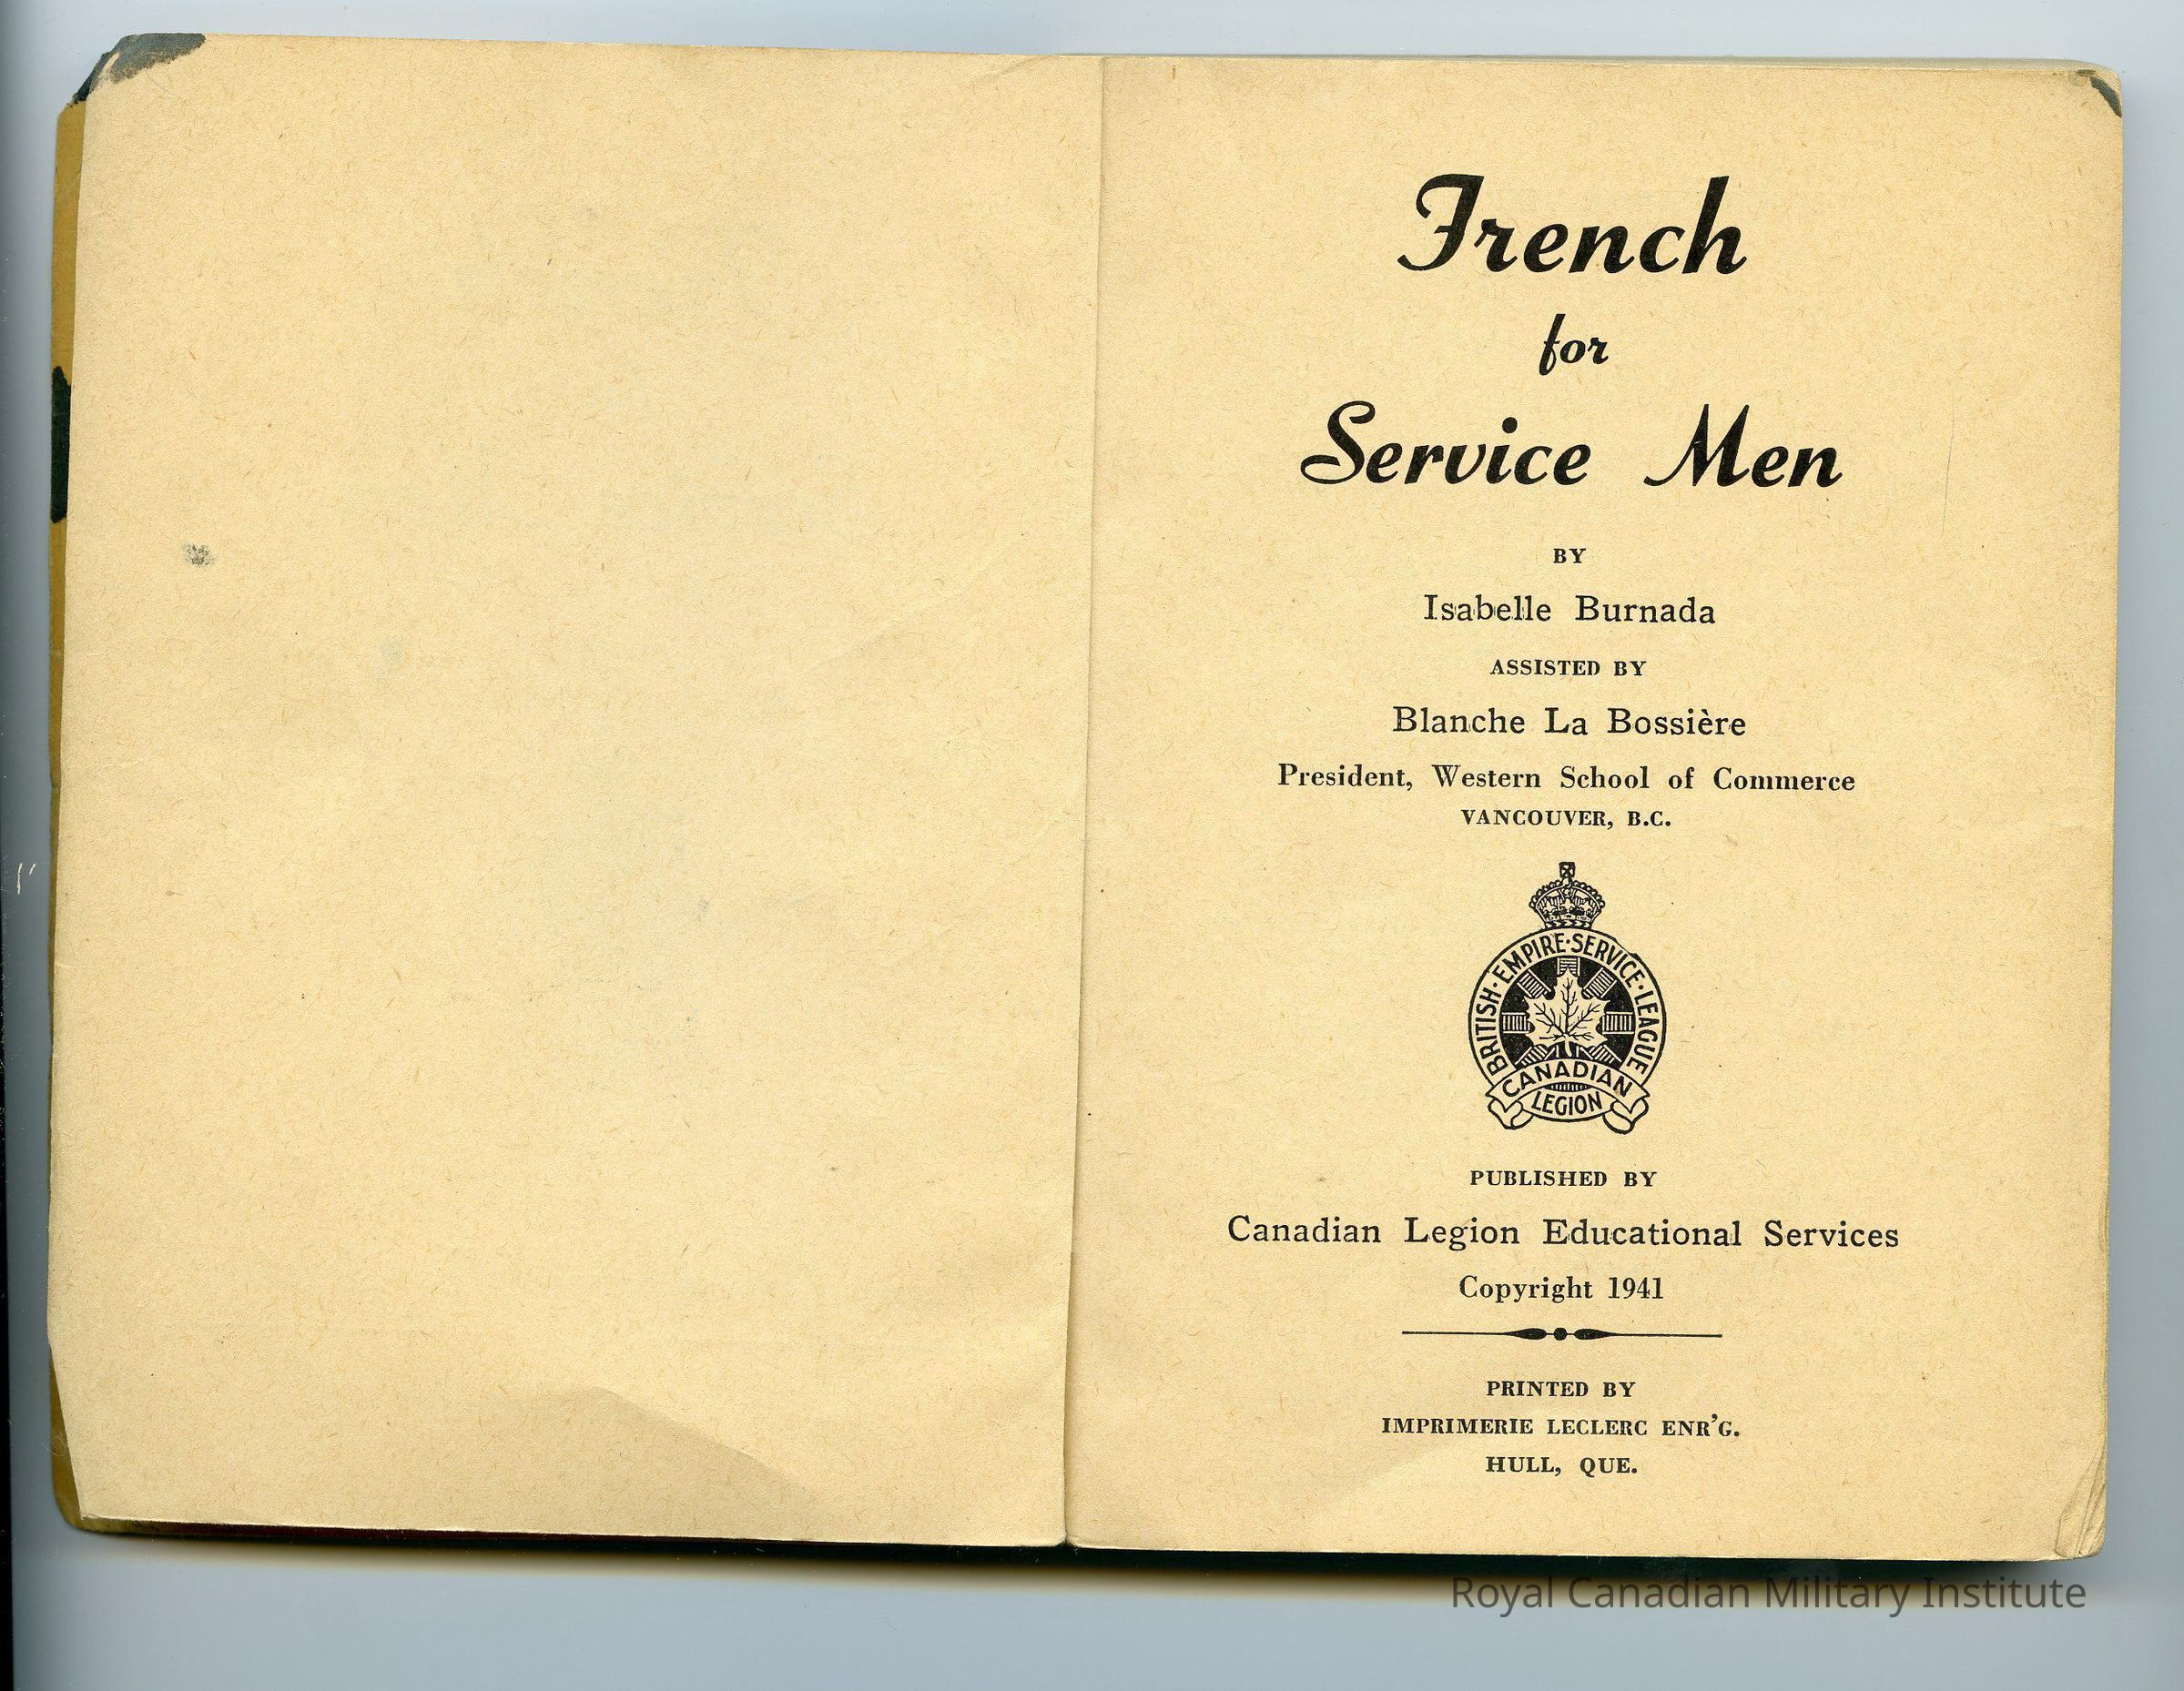 French
for
Service Men
BY
Isabelle Burnada
ASSISTED BY
Blanche La Bossière
President, Western School of Commerce
VANCOUVER, B.C.
BRITISH·EMPIRE·SERVICE·LEAGUE
CANADIAN
LEGION
PUBLISHED BY
Canadian Legion Educational Services
Copyright 1941
PRINTED BY
IMPRIMERIE LECLERC ENR'G.
HULL, QUE.
Royal Canadian Military Institute